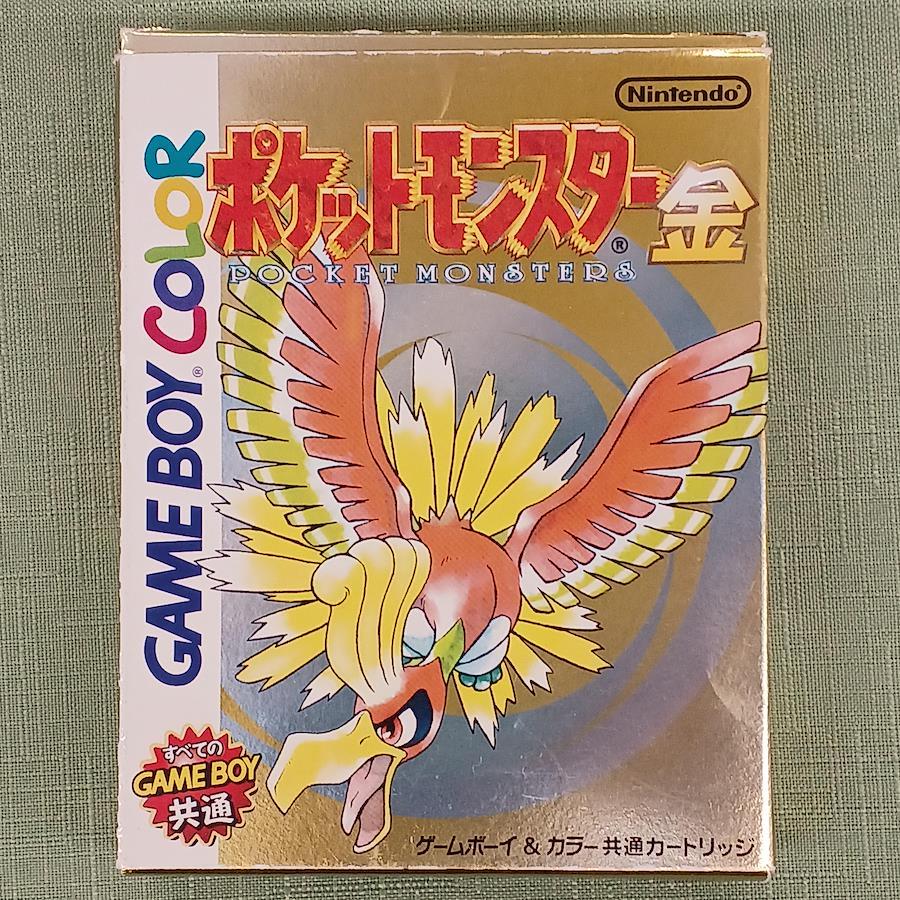 Nintendo®
ポケットモンスター金
®
POCKET MONSTERS
GAME BOY® COLOR
すべての
GAME BOY
共通
ゲームボーイ & カラー共通カートリッジ